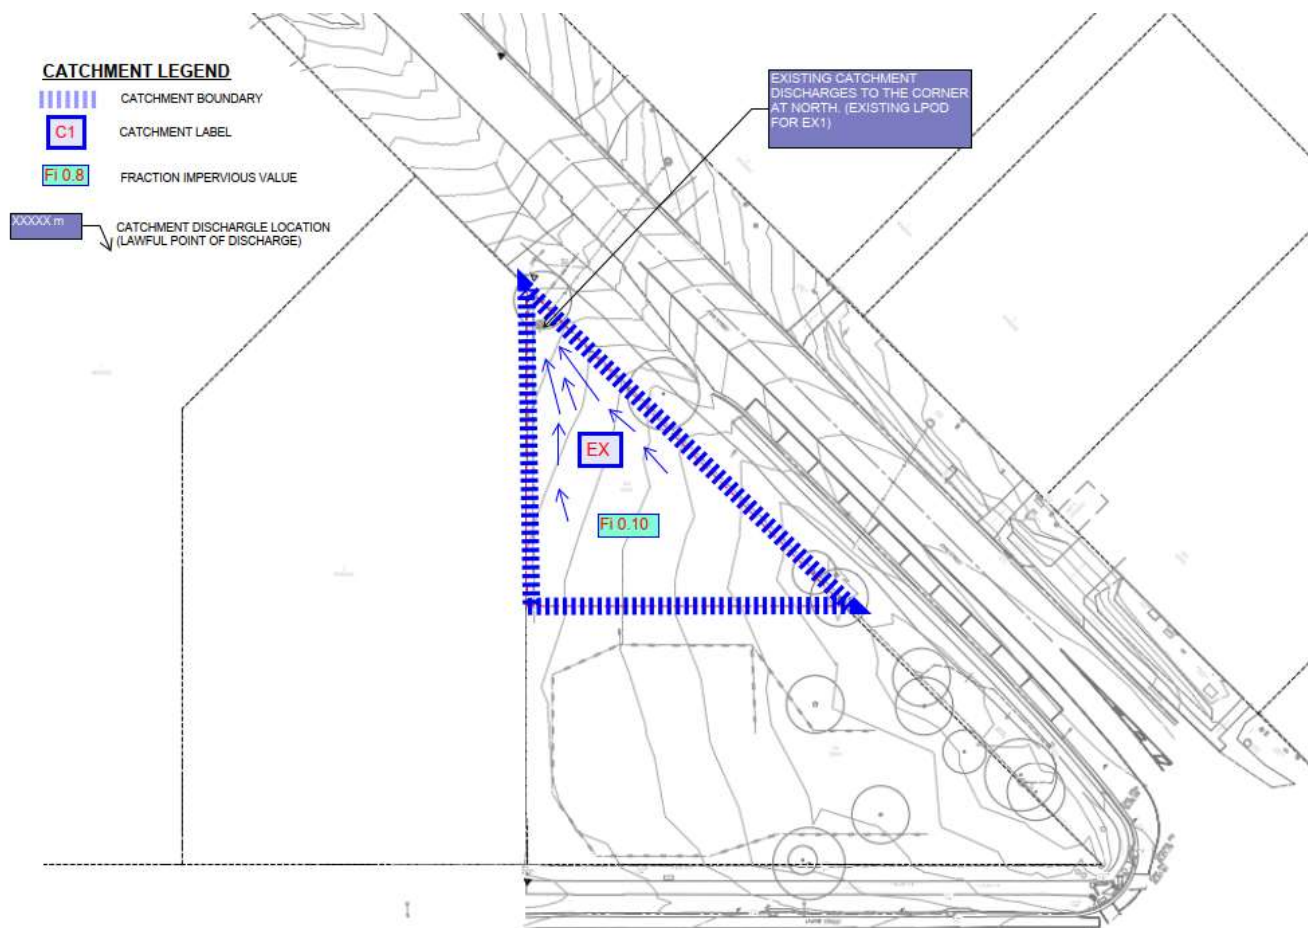 CATCHMENT LEGEND
CATCHMENT BOUNDARY
C1
CATCHMENT LABEL
Fi 0.8
FRACTION IMPERVIOUS VALUE
XXXXX m
CATCHMENT DISCHARGLE LOCATION
(LAWFUL POINT OF DISCHARGE)
EXISTING CATCHMENT
DISCHARGES TO THE CORNER
AT NORTH. (EXISTING LPOD
FOR EX1)
EX
Fi 0.10